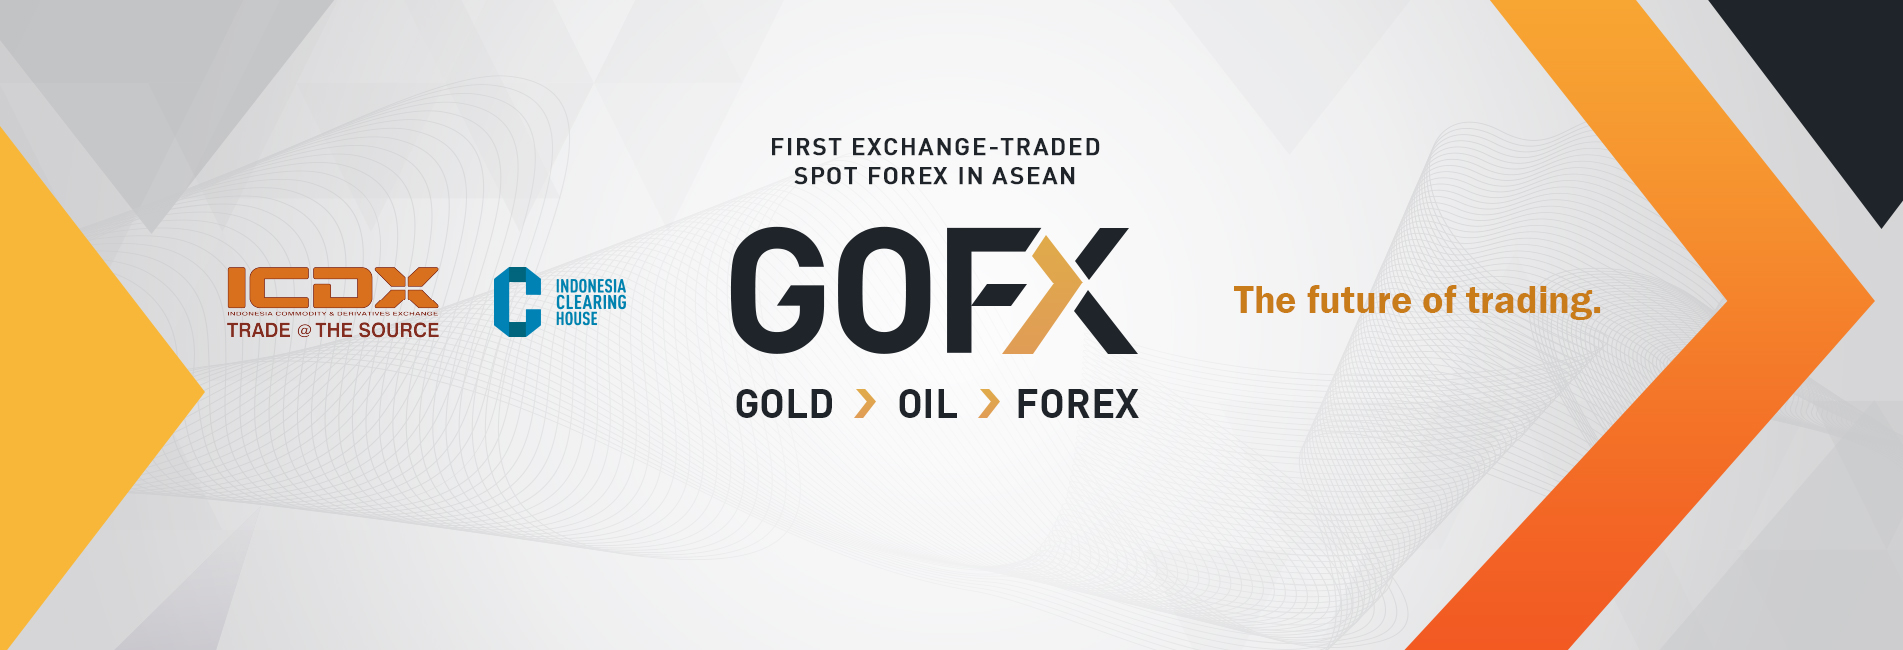 FIRST EXCHANGE-TRADED
SPOT FOREX IN ASEAN
ICDX
INDONESIA COMMODITY & DERIVATIVES EXCHANGE
TRADE @ THE SOURCE
INDONESIA
CLEARING
HOUSE
GOFX
GOLD > OIL > FOREX
The future of trading.